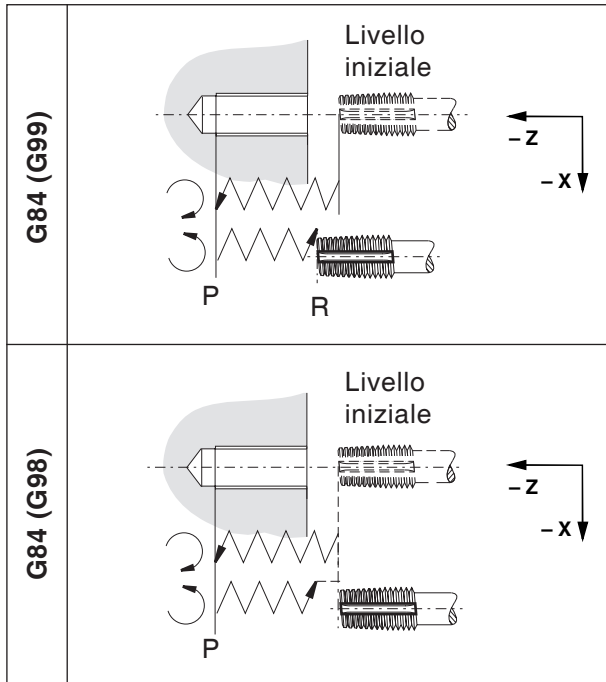 G84 (G99)
Livello
iniziale
– Z
– X
P
R
G84 (G98)
Livello
iniziale
– Z
– X
P